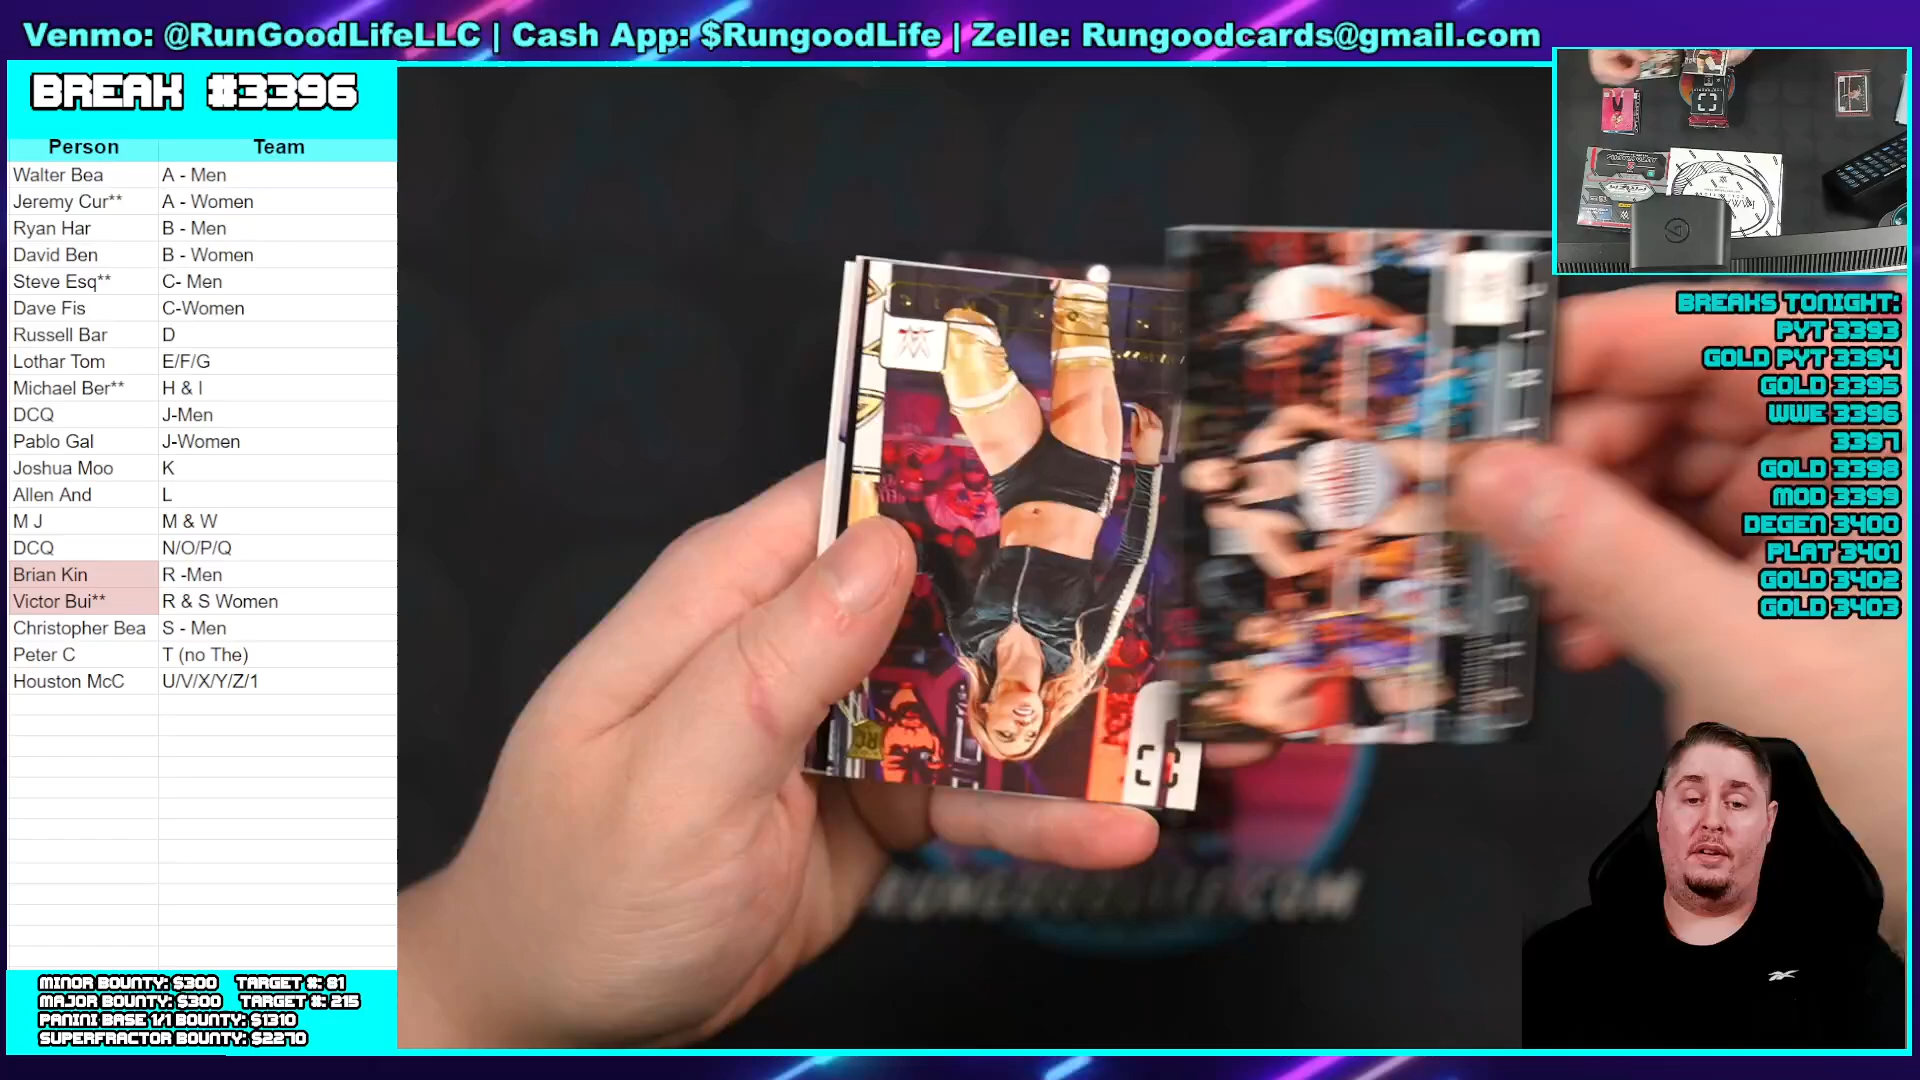 Venmo: @RunGoodLifeLLC | Cash App: $RungoodLife | Zelle: Rungoodcards@gmail.com
BREAK #3396
Person Team
Walter Bea A - Men
Jeremy Cur** A - Women
Ryan Har B - Men
David Ben B - Women
Steve Esq** C- Men
Dave Fis C-Women
Russell Bar D
Lothar Tom E/F/G
Michael Ber** H & I
DCQ J-Men
Pablo Gal J-Women
Joshua Moo K
Allen And L
M J M & W
DCQ N/O/P/Q
Brian Kin R -Men
Victor Bui** R & S Women
Christopher Bea S - Men
Peter C T (no The)
Houston McC U/V/X/Y/Z/1
MINOR BOUNTY: $300 TARGET #: 81
MAJOR BOUNTY: $300 TARGET #: 215
PANINI BASE 1/1 BOUNTY: $1310
SUPERFRACTOR BOUNTY: $2270
BREAKS TONIGHT:
PYT 3393
GOLD PYT 3394
GOLD 3395
WWE 3396
3397
GOLD 3398
MOD 3399
DEGEN 3400
PLAT 3401
GOLD 3402
GOLD 3403
RC